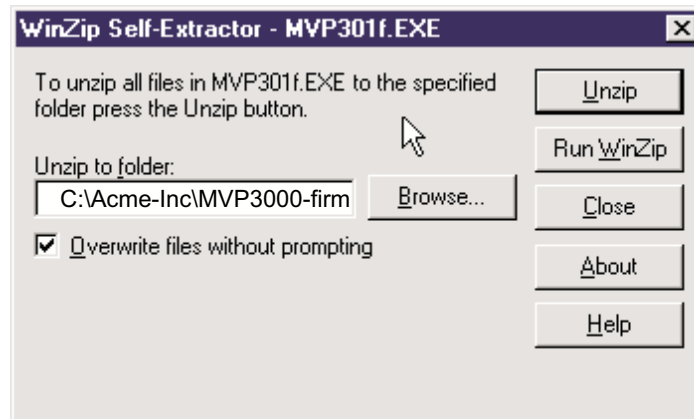 WinZip Self-Extractor - MVP301f.EXE
To unzip all files in MVP301f.EXE to the specified
folder press the Unzip button.
Unzip to folder:
C:\Acme-Inc\MVP3000-firm
Browse...
Overwrite files without prompting
Unzip
Run WinZip
Close
About
Help